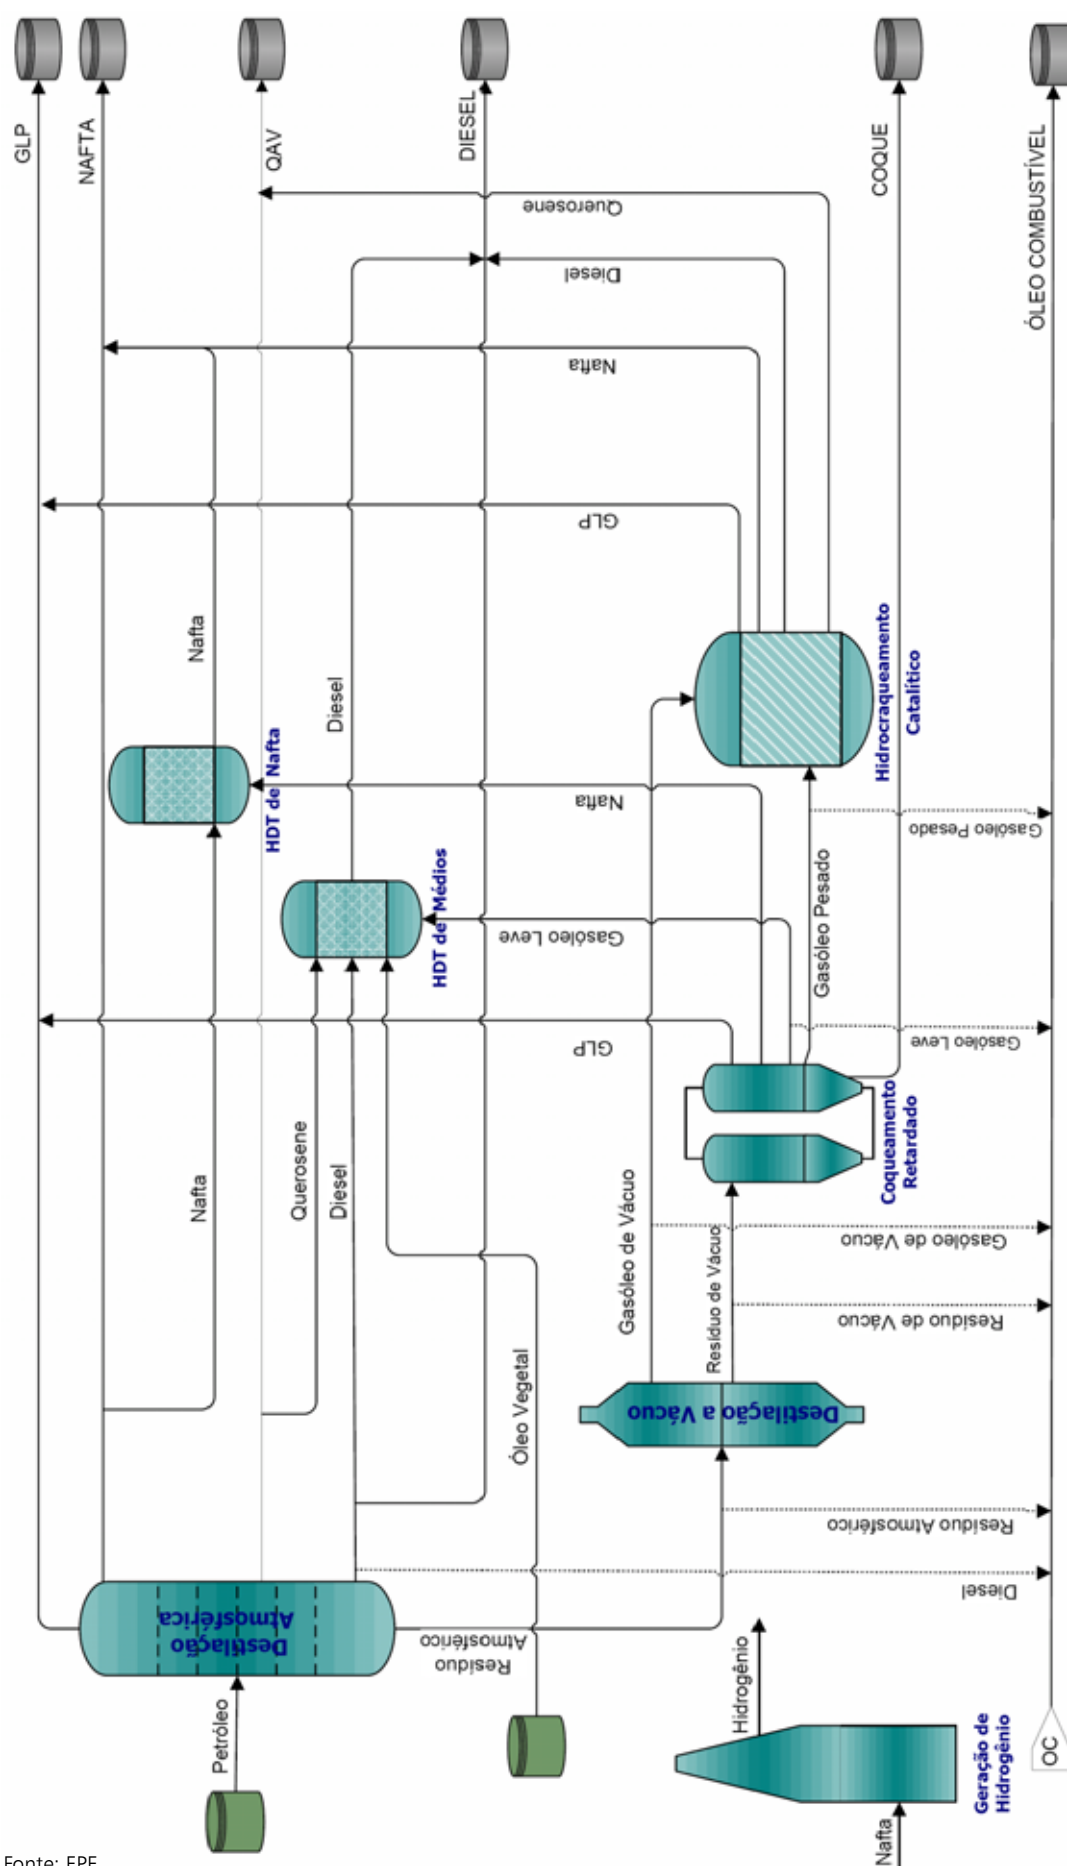 GLP
NAFTA
QAV
DIESEL
COQUE
ÓLEO COMBUSTÍVEL
Querosene
Diesel
Nafta
GLP
Nafta
Diesel
Hidrocraqueamento
Catalítico
HDT de Nafta
Nafta
Gasóleo Pesado
HDT de Médios
Gasóleo Leve
Gasóleo Pesado
GLP
Gasóleo Leve
Coqueamento
Retardado
Nafta
Querosene
Diesel
Gasóleo de Vácuo
Resíduo de Vácuo
Gasóleo de Vácuo
Resíduo de Vácuo
Óleo Vegetal
Destilação a Vácuo
Resíduo Atmosférico
Diesel
Destilação
Atmosférica
Resíduo
Atmosférico
Petróleo
Hidrogênio
Geração de
Hidrogênio
OC
Nafta
Fonte: EPE